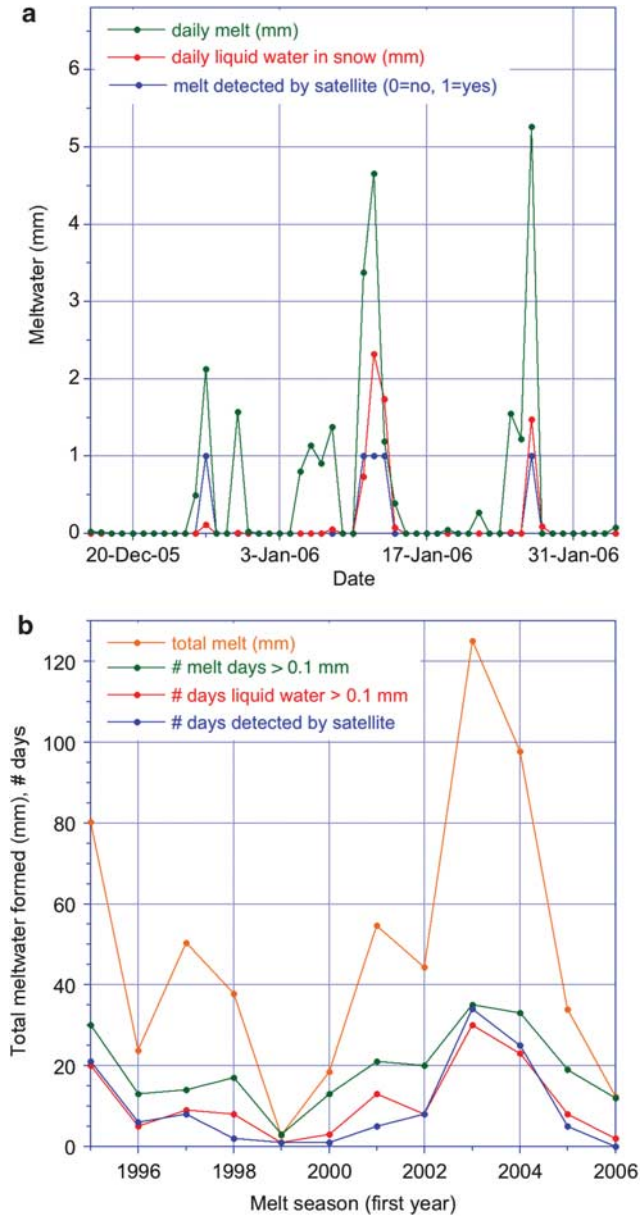 a
daily melt (mm)
daily liquid water in snow (mm)
melt detected by satellite (0=no, 1=yes)
6
5
4
3
2
1
0
Meltwater (mm)
20-Dec-05 3-Jan-06 17-Jan-06 31-Jan-06
Date
b
total melt (mm)
# melt days > 0.1 mm
# days liquid water > 0.1 mm
# days detected by satellite
120
100
80
60
40
20
0
Total meltwater formed (mm), # days
1996 1998 2000 2002 2004 2006
Melt season (first year)